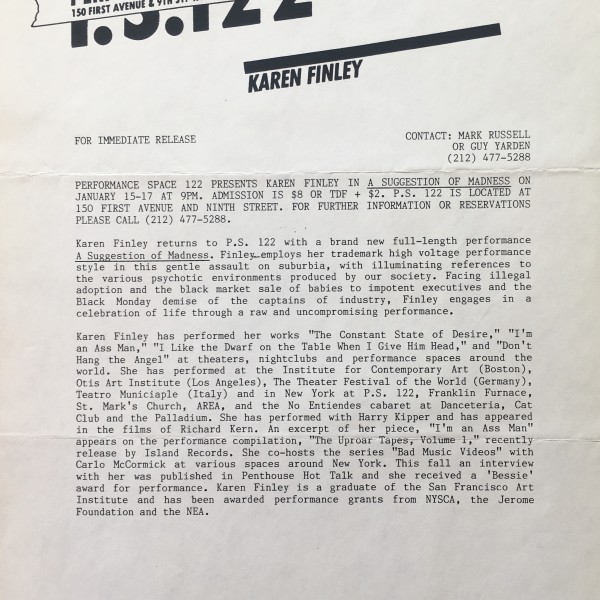 150 FIRST AVENUE & 9TH ST.
P.S.122
KAREN FINLEY
FOR IMMEDIATE RELEASE
CONTACT: MARK RUSSELL
OR GUY YARDEN
(212) 477-5288
PERFORMANCE SPACE 122 PRESENTS KAREN FINLEY IN A SUGGESTION OF MADNESS ON
JANUARY 15-17 AT 9PM. ADMISSION IS $8 OR TDF + $2. P.S. 122 IS LOCATED AT
150 FIRST AVENUE AND NINTH STREET. FOR FURTHER INFORMATION OR RESERVATIONS
PLEASE CALL (212) 477-5288.
Karen Finley returns to P.S. 122 with a brand new full-length performance
A Suggestion of Madness. Finley employs her trademark high voltage performance
style in this gentle assault on suburbia, with illuminating references to
the various psychotic environments produced by our society. Facing illegal
adoption and the black market sale of babies to impotent executives and the
Black Monday demise of the captains of industry, Finley engages in a
celebration of life through a raw and uncompromising performance.
Karen Finley has performed her works "The Constant State of Desire," "I'm
an Ass Man," "I Like the Dwarf on the Table When I Give Him Head," and "Don't
Hang the Angel" at theaters, nightclubs and performance spaces around the
world. She has performed at the Institute for Contemporary Art (Boston),
Otis Art Institute (Los Angeles), The Theater Festival of the World (Germany),
Teatro Municiaple (Italy) and in New York at P.S. 122, Franklin Furnace,
St. Mark's Church, AREA, and the No Entiendes cabaret at Danceteria, Cat
Club and the Palladium. She has performed with Harry Kipper and has appeared
in the films of Richard Kern. An excerpt of her piece, "I'm an Ass Man"
appears on the performance compilation, "The Uproar Tapes, Volume 1," recently
release by Island Records. She co-hosts the series "Bad Music Videos" with
Carlo McCormick at various spaces around New York. This fall an interview
with her was published in Penthouse Hot Talk and she received a 'Bessie'
award for performance. Karen Finley is a graduate of the San Francisco Art
Institute and has been awarded performance grants from NYSCA, the Jerome
Foundation and the NEA.